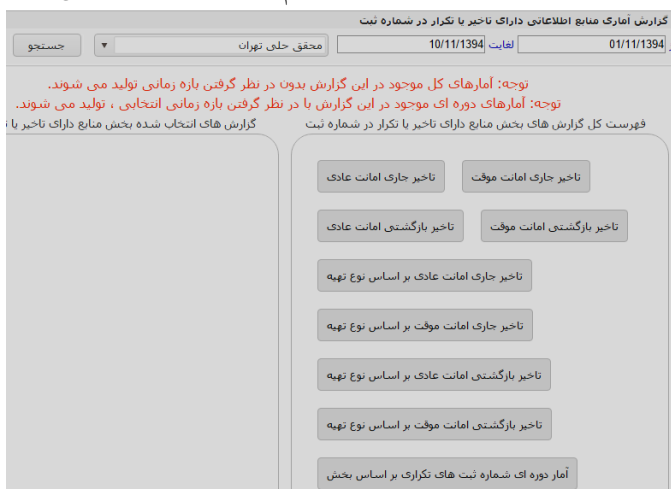 گزارش آماری منابع اطلاعاتی دارای تاخیر یا تکرار در شماره ثبت
01/11/1394 لغایت 10/11/1394 محقق حلی تهران جستجو
توجه: آمارهای کل موجود در این گزارش بدون در نظر گرفتن بازه زمانی تولید می شوند.
توجه: آمارهای دوره ای موجود در این گزارش با در نظر گرفتن بازه زمانی انتخابی ، تولید می شوند.
فهرست کل گزارش های بخش منابع دارای تاخیر یا تکرار در شماره ثبت
گزارش های انتخاب شده بخش منابع دارای تاخیر یا
تاخیر جاری امانت موقت
تاخیر جاری امانت عادی
تاخیر بازگشتی امانت موقت
تاخیر بازگشتی امانت عادی
تاخیر جاری امانت عادی بر اساس نوع تهیه
تاخیر جاری امانت موقت بر اساس نوع تهیه
تاخیر بازگشتی امانت عادی بر اساس نوع تهیه
تاخیر بازگشتی امانت موقت بر اساس نوع تهیه
آمار دوره ای شماره ثبت های تکراری بر اساس بخش